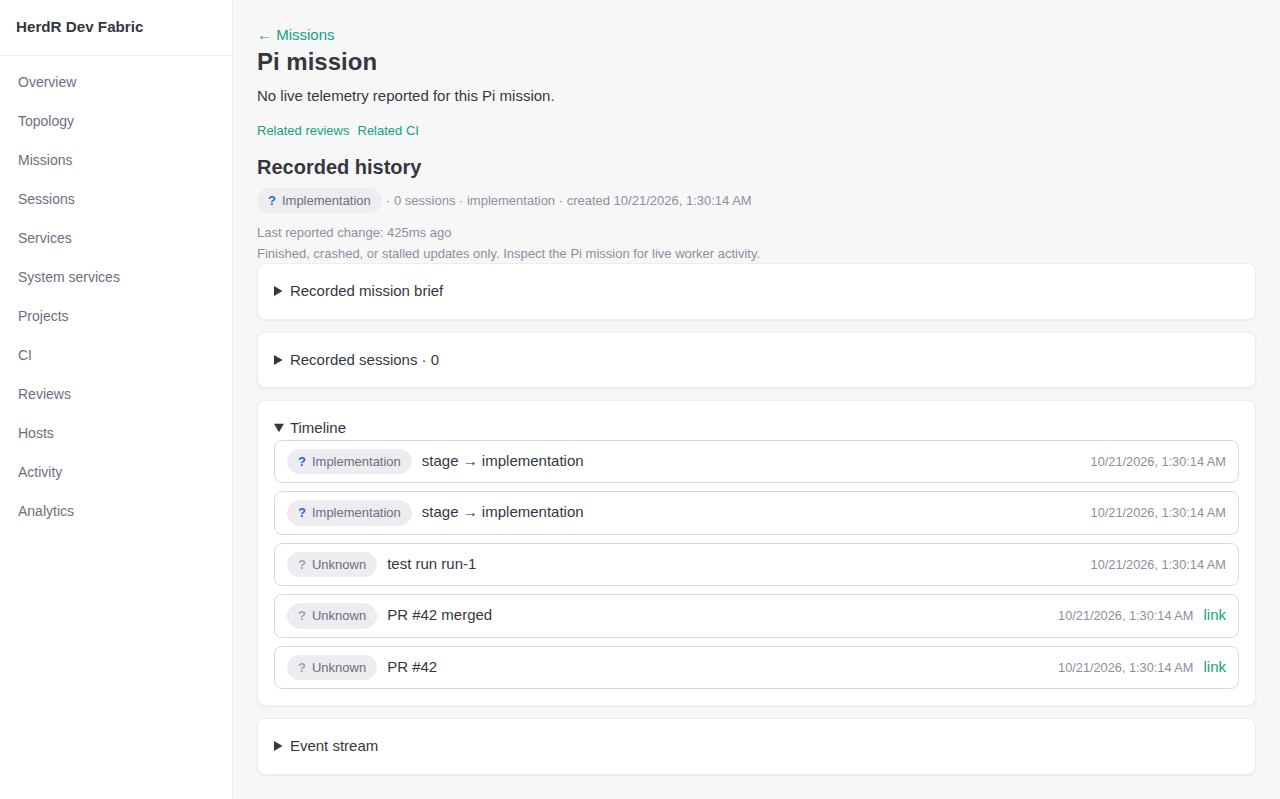 HerdR Dev Fabric
Overview
Topology
Missions
Sessions
Services
System services
Projects
CI
Reviews
Hosts
Activity
Analytics
← Missions
Pi mission
No live telemetry reported for this Pi mission.
Related reviews Related CI
Recorded history
? Implementation · 0 sessions · implementation · created 10/21/2026, 1:30:14 AM
Last reported change: 425ms ago
Finished, crashed, or stalled updates only. Inspect the Pi mission for live worker activity.
▶ Recorded mission brief
▶ Recorded sessions · 0
▼ Timeline
? Implementation stage → implementation 10/21/2026, 1:30:14 AM
? Implementation stage → implementation 10/21/2026, 1:30:14 AM
? Unknown test run run-1 10/21/2026, 1:30:14 AM
? Unknown PR #42 merged 10/21/2026, 1:30:14 AM link
? Unknown PR #42 10/21/2026, 1:30:14 AM link
▶ Event stream